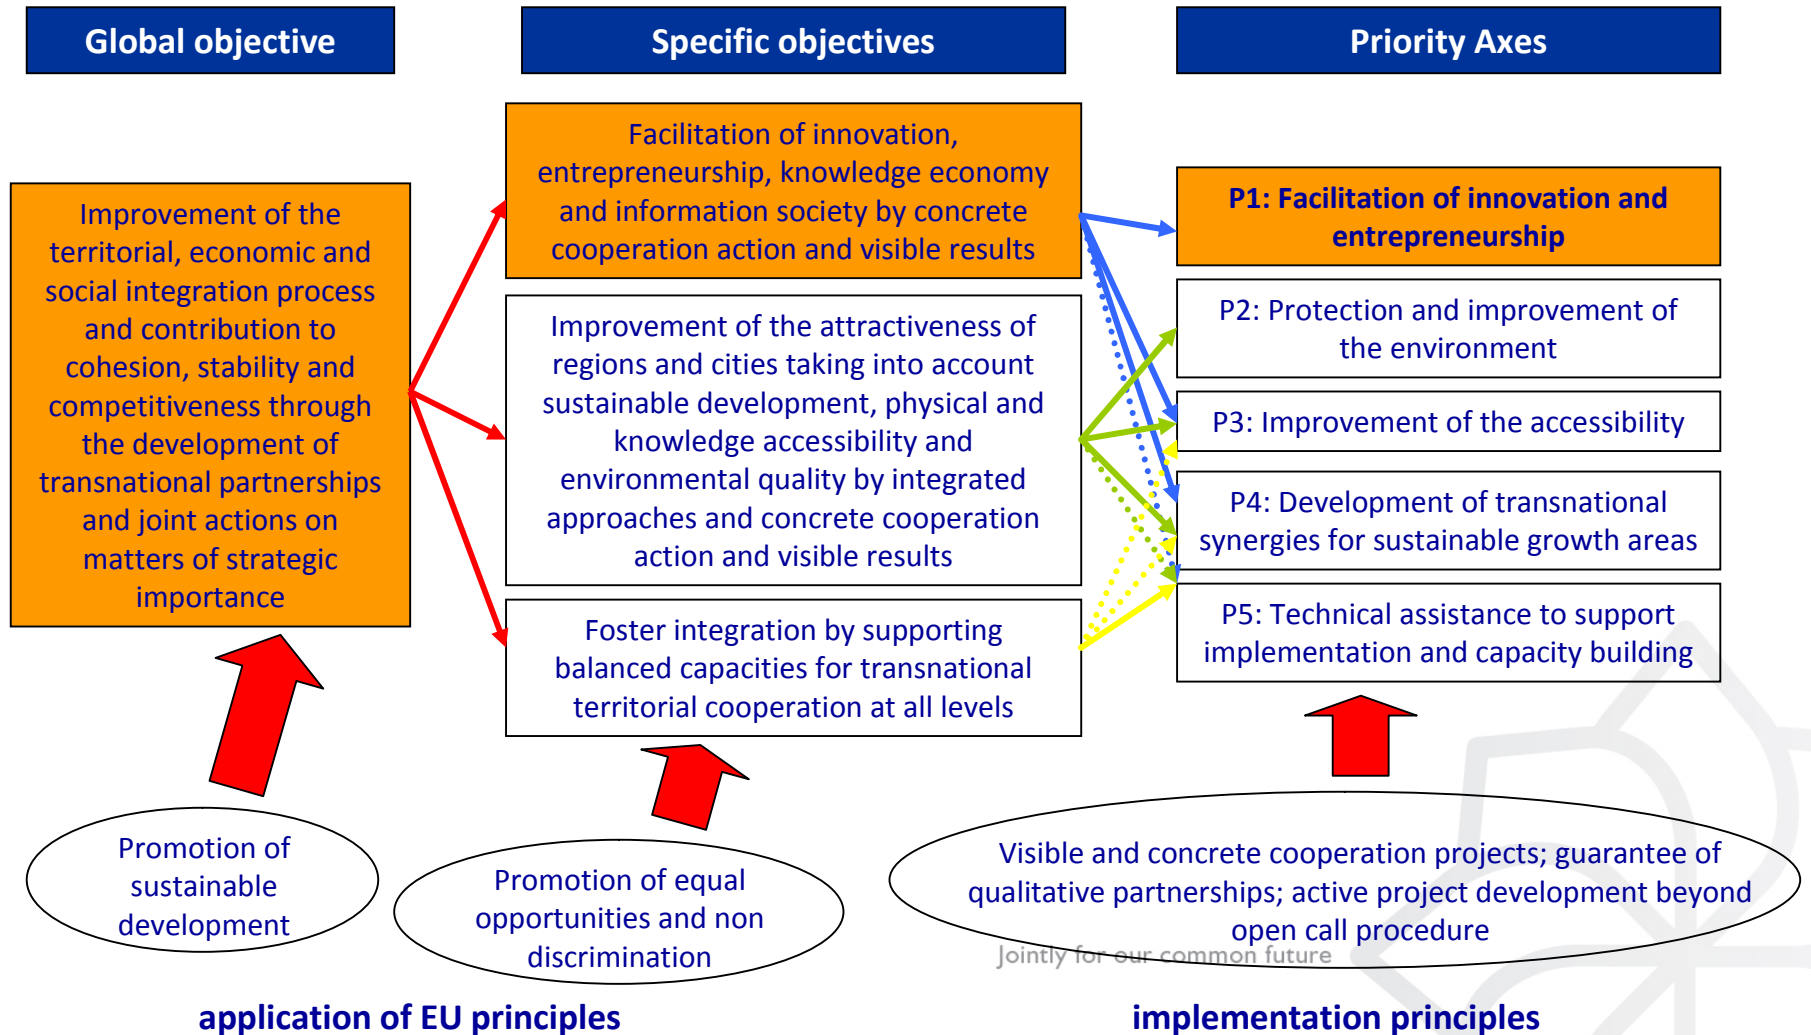 Global objective
Specific objectives
Priority Axes
Improvement of the
territorial, economic and
social integration process
and contribution to
cohesion, stability and
competitiveness through
the development of
transnational partnerships
and joint actions on
matters of strategic
importance
Facilitation of innovation,
entrepreneurship, knowledge economy
and information society by concrete
cooperation action and visible results
Improvement of the attractiveness of
regions and cities taking into account
sustainable development, physical and
knowledge accessibility and
environmental quality by integrated
approaches and concrete cooperation
action and visible results
Foster integration by supporting
balanced capacities for transnational
territorial cooperation at all levels
P1: Facilitation of innovation and
entrepreneurship
P2: Protection and improvement of
the environment
P3: Improvement of the accessibility
P4: Development of transnational
synergies for sustainable growth areas
P5: Technical assistance to support
implementation and capacity building
Promotion of
sustainable
development
Promotion of equal
opportunities and non
discrimination
Visible and concrete cooperation projects; guarantee of
qualitative partnerships; active project development beyond
open call procedure
Jointly for our common future
application of EU principles
implementation principles